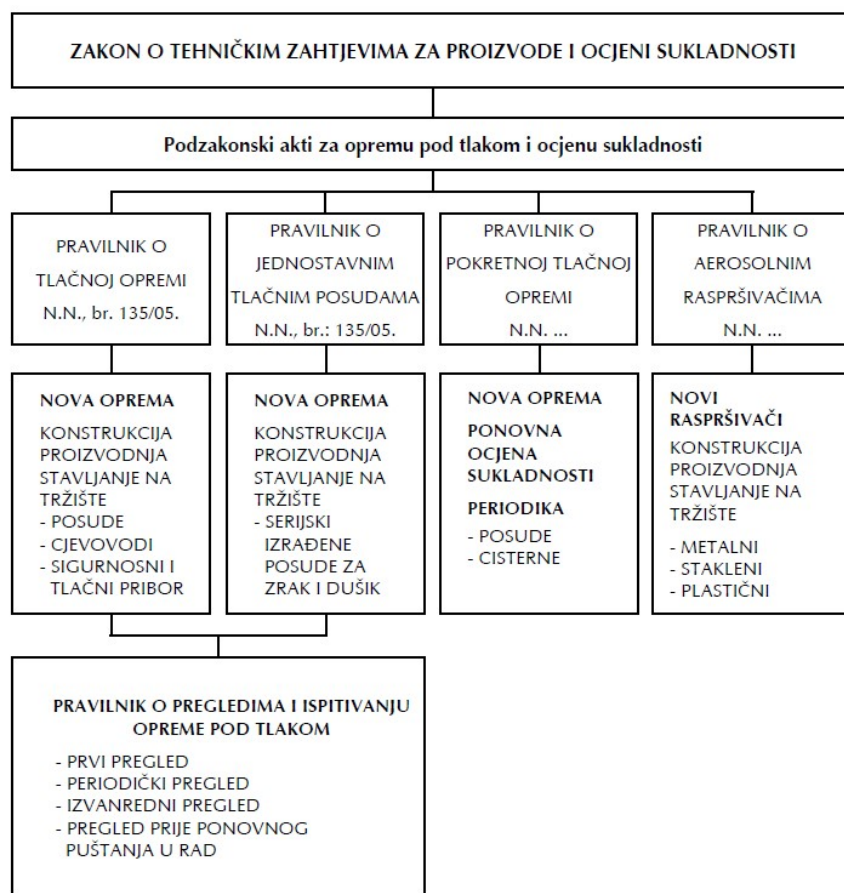 ZAKON O TEHNIČKIM ZAHTJEVIMA ZA PROIZVODE I OCJENI SUKLADNOSTI
Podzakonski akti za opremu pod tlakom i ocjenu sukladnosti
PRAVILNIK O
TLAČNOJ OPREMI
N.N., br. 135/05.
PRAVILNIK O
JEDNOSTAVNIM
TLAČNIM POSUDAMA
N.N., br.: 135/05.
PRAVILNIK O
POKRETNOJ TLAČNOJ
OPREMI
N.N. ...
PRAVILNIK O
AEROSOLNIM
RASPRŠIVAČIMA
N.N. ...
NOVA OPREMA
KONSTRUKCIJA
PROIZVODNJA
STAVLJANJE NA
TRŽIŠTE
- POSUDE
- CJEVOVODI
- SIGURNOSNI I
TLAČNI PRIBOR
NOVA OPREMA
KONSTRUKCIJA
PROIZVODNJA
STAVLJANJE NA
TRŽIŠTE
- SERIJSKI
IZRAĐENE
POSUDE ZA
ZRAK I DUŠIK
NOVA OPREMA
PONOVNA
OCJENA
SUKLADNOSTI
PERIODIKA
- POSUDE
- CISTERNE
NOVI
RASPRŠIVAČI
KONSTRUKCIJA
PROIZVODNJA
STAVLJANJE NA
TRŽIŠTE
- METALNI
- STAKLENI
- PLASTIČNI
PRAVILNIK O PREGLEDIMA I ISPITIVANJU
OPREME POD TLAKOM
- PRVI PREGLED
- PERIODIČKI PREGLED
- IZVANREDNI PREGLED
- PREGLED PRIJE PONOVNOG
PUŠTANJA U RAD